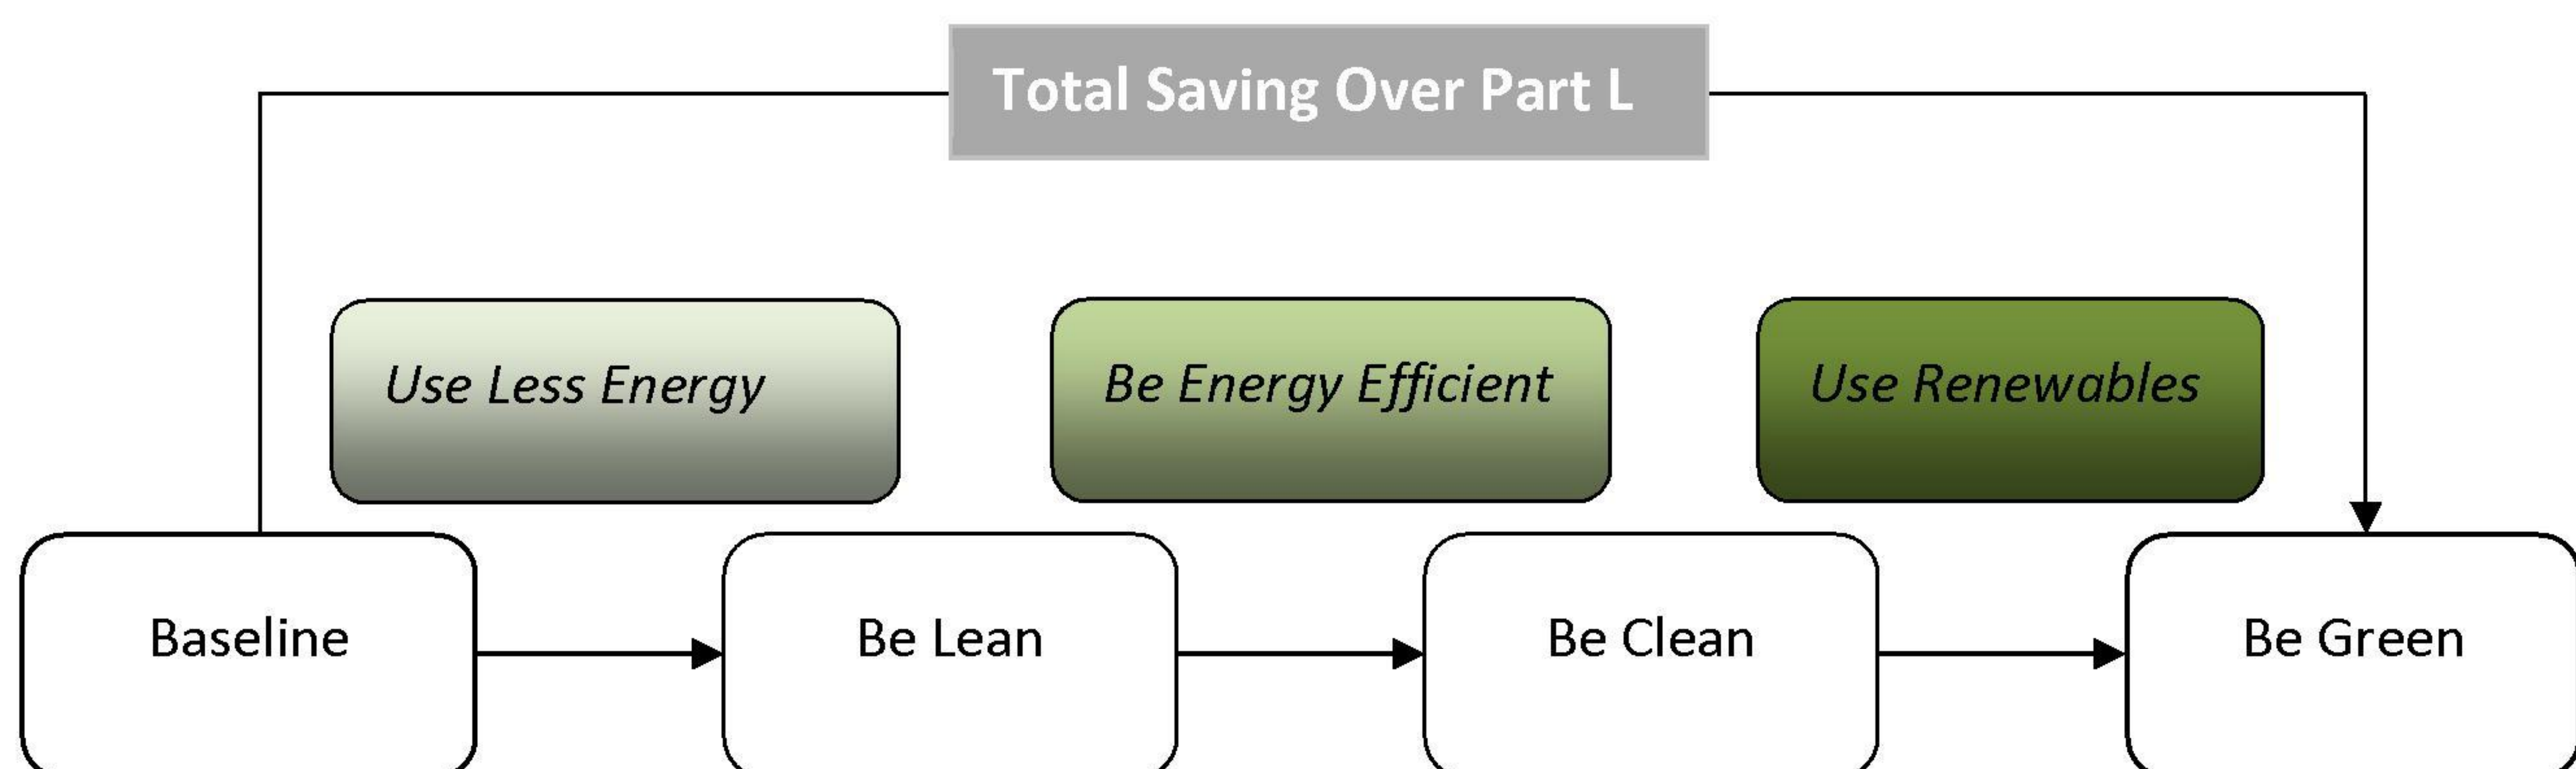 Total Saving Over Part L
Use Less Energy
Be Energy Efficient
Use Renewables
Baseline
Be Lean
Be Clean
Be Green